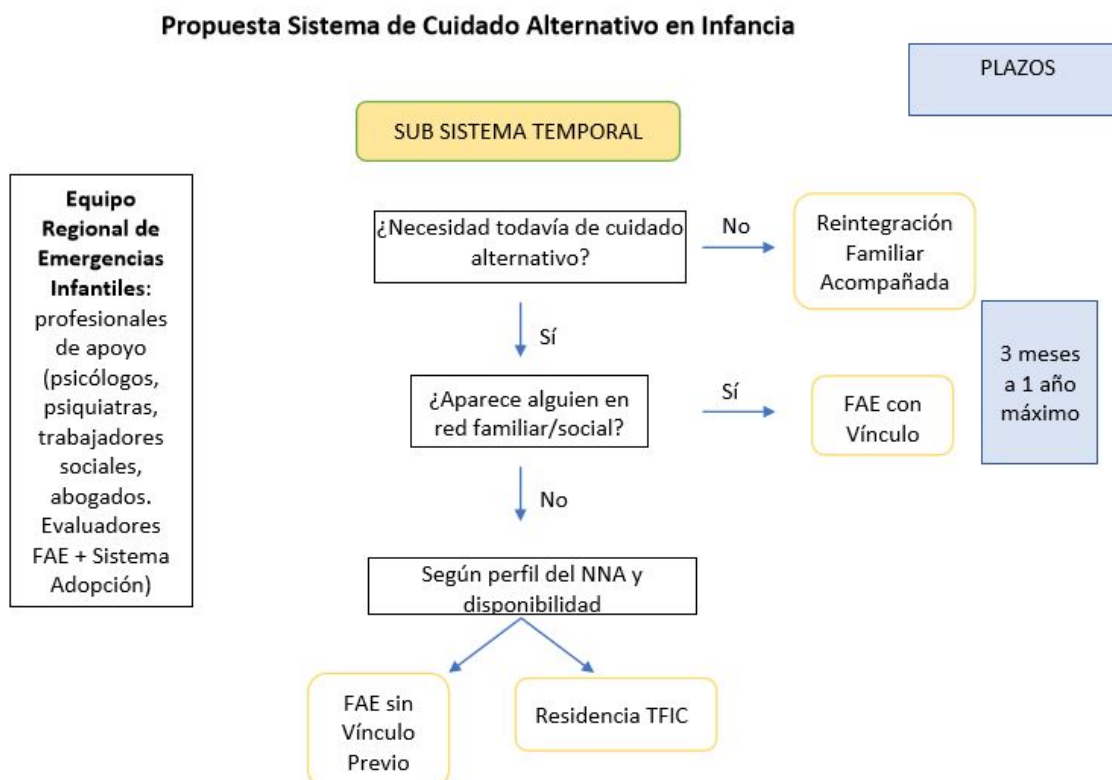 Propuesta Sistema de Cuidado Alternativo en Infancia
PLAZOS
SUB SISTEMA TEMPORAL
Equipo
Regional de
Emergencias
Infantiles:
profesionales
de apoyo
(psicólogos,
psiquiatras,
trabajadores
sociales,
abogados.
Evaluadores
FAE + Sistema
Adopción)
¿Necesidad todavía de cuidado
alternativo?
No
Reintegración
Familiar
Acompañada
Sí
3 meses
a 1 año
máximo
¿Aparece alguien en
red familiar/social?
Sí
FAE con
Vínculo
No
Según perfil del NNA y
disponibilidad
FAE sin
Vínculo
Previo
Residencia TFIC